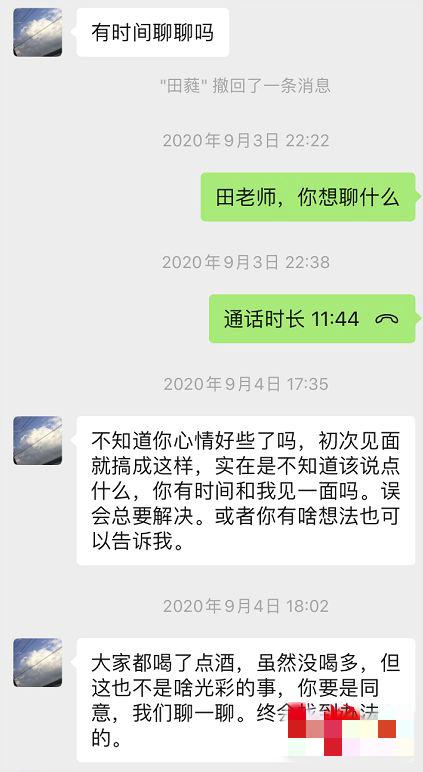 有时间聊聊吗
"田蕤" 撤回了一条消息
2020年9月3日 22:22
田老师，你想聊什么
2020年9月3日 22:38
通话时长 11:44
2020年9月4日 17:35
不知道你心情好些了吗，初次见面
就搞成这样，实在是不知道该说点
什么，你有时间和我见一面吗。误
会总要解决。或者你有啥想法也可
以告诉我。
2020年9月4日 18:02
大家都喝了点酒，虽然没喝多，但
这也不是啥光彩的事，你要是同
意，我们聊一聊。终会找到办法
的。